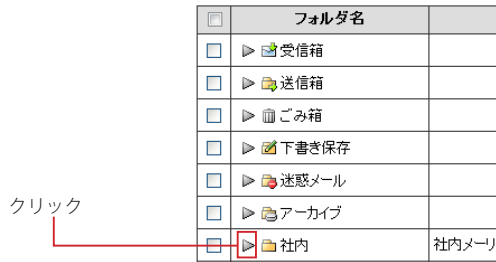 フォルダ名
受信箱
送信箱
ごみ箱
下書き保存
迷惑メール
アーカイブ
クリック
社内 社内メーリ